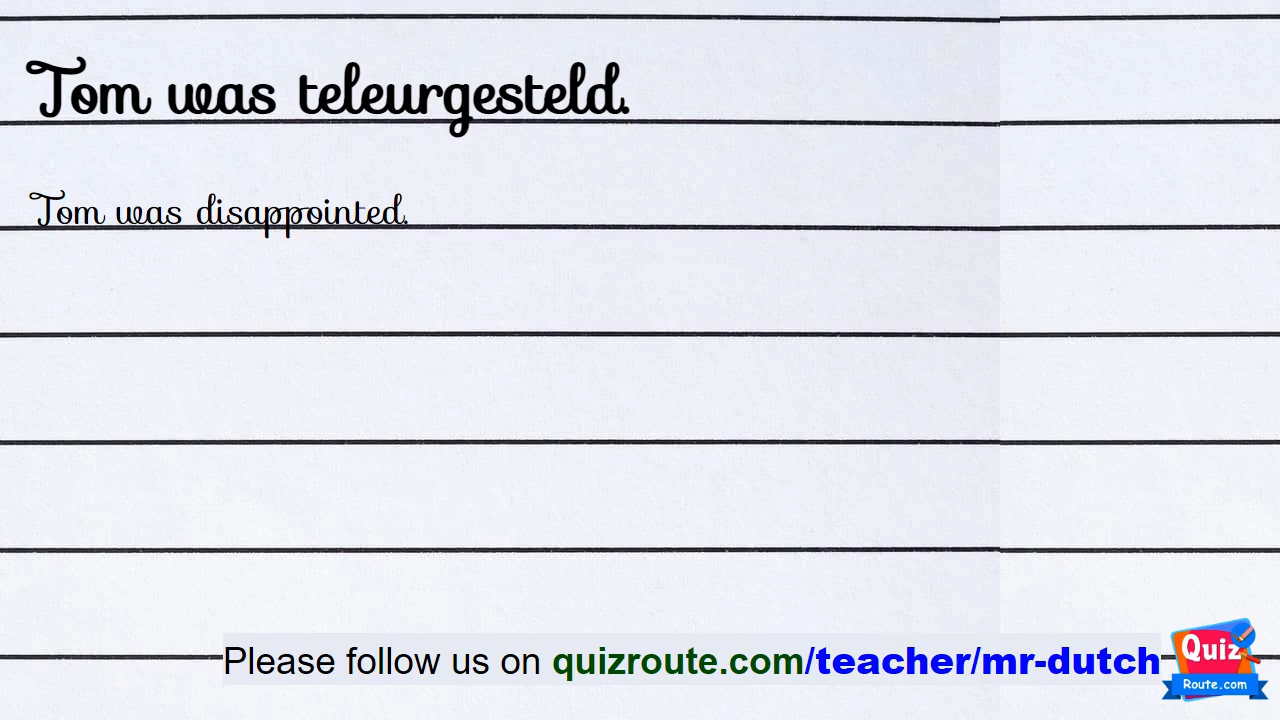 Tom was teleurgesteld.
Tom was disappointed.
Please follow us on quizroute.com/teacher/mr-dutch
Quiz
Route.com